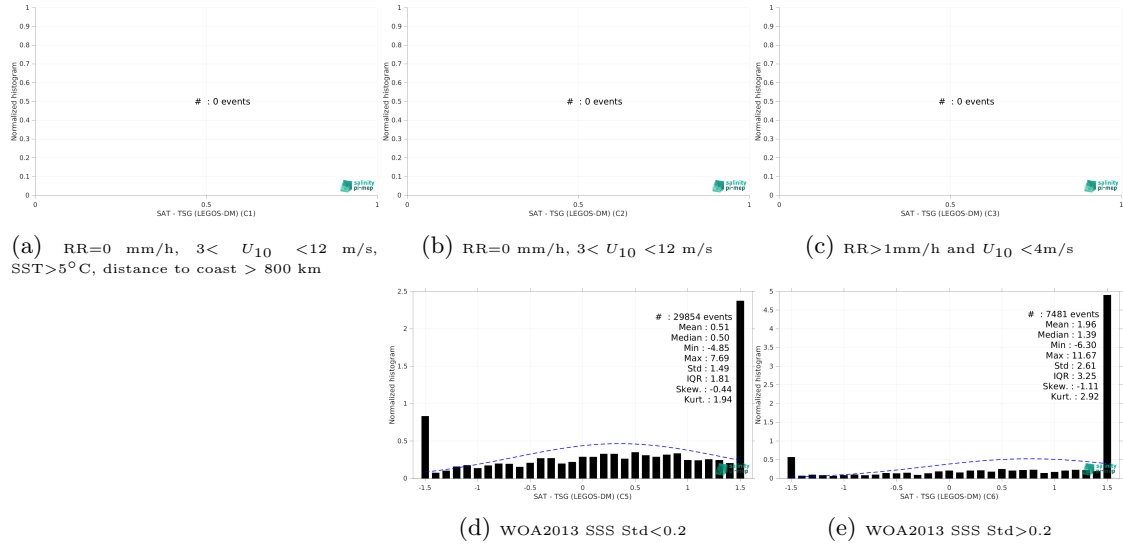 1
0.9
0.8
0.7
0.6
0.5
0.4
0.3
0.2
0.1
0
Normalized histogram
# : 0 events
0 0.5 1
SAT - TSG (LEGOS-DM) (C1)
salinity
pi-mep
1
0.9
0.8
0.7
0.6
0.5
0.4
0.3
0.2
0.1
0
Normalized histogram
# : 0 events
0 0.5 1
SAT - TSG (LEGOS-DM) (C2)
salinity
pi-mep
1
0.9
0.8
0.7
0.6
0.5
0.4
0.3
0.2
0.1
0
Normalized histogram
# : 0 events
0 0.5 1
SAT - TSG (LEGOS-DM) (C3)
salinity
pi-mep
(a) RR=0 mm/h, 3< U10 <12 m/s,
SST>5°C, distance to coast > 800 km
(b) RR=0 mm/h, 3< U10 <12 m/s
(c) RR>1mm/h and U10 <4m/s
2.5
2
1.5
1
0.5
0
Normalized histogram
# : 29854 events
Mean : 0.51
Median : 0.50
Min : -4.85
Max : 7.69
Std : 1.49
IQR : 1.81
Skew. : -0.44
Kurt. : 1.94
-1.5 -1 -0.5 0 0.5 1 1.5
SAT - TSG (LEGOS-DM) (C5)
salinity
pi-mep
5
4.5
4
3.5
3
2.5
2
1.5
1
0.5
0
Normalized histogram
# : 7481 events
Mean : 1.96
Median : 1.39
Min : -6.30
Max : 11.67
Std : 2.61
IQR : 3.25
Skew. : -1.11
Kurt. : 2.92
-1.5 -1 -0.5 0 0.5 1 1.5
SAT - TSG (LEGOS-DM) (C6)
salinity
pi-mep
(d) WOA2013 SSS Std<0.2
(e) WOA2013 SSS Std>0.2